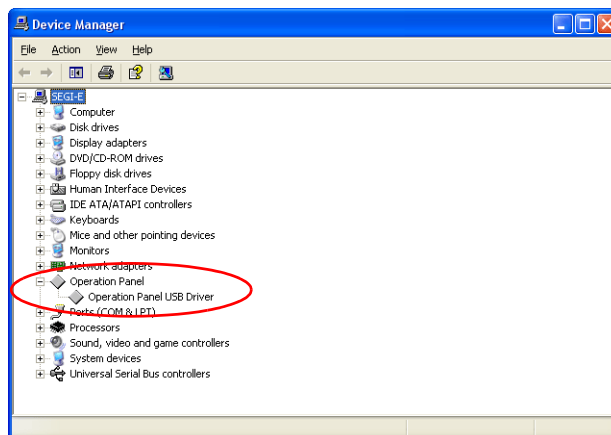 Device Manager
File Action View Help
SEGI-E
Computer
Disk drives
Display adapters
DVD/CD-ROM drives
Floppy disk drives
Human Interface Devices
IDE ATA/ATAPI controllers
Keyboards
Mice and other pointing devices
Monitors
Network adapters
Operation Panel
Operation Panel USB Driver
Ports (COM & LPT)
Processors
Sound, video and game controllers
System devices
Universal Serial Bus controllers